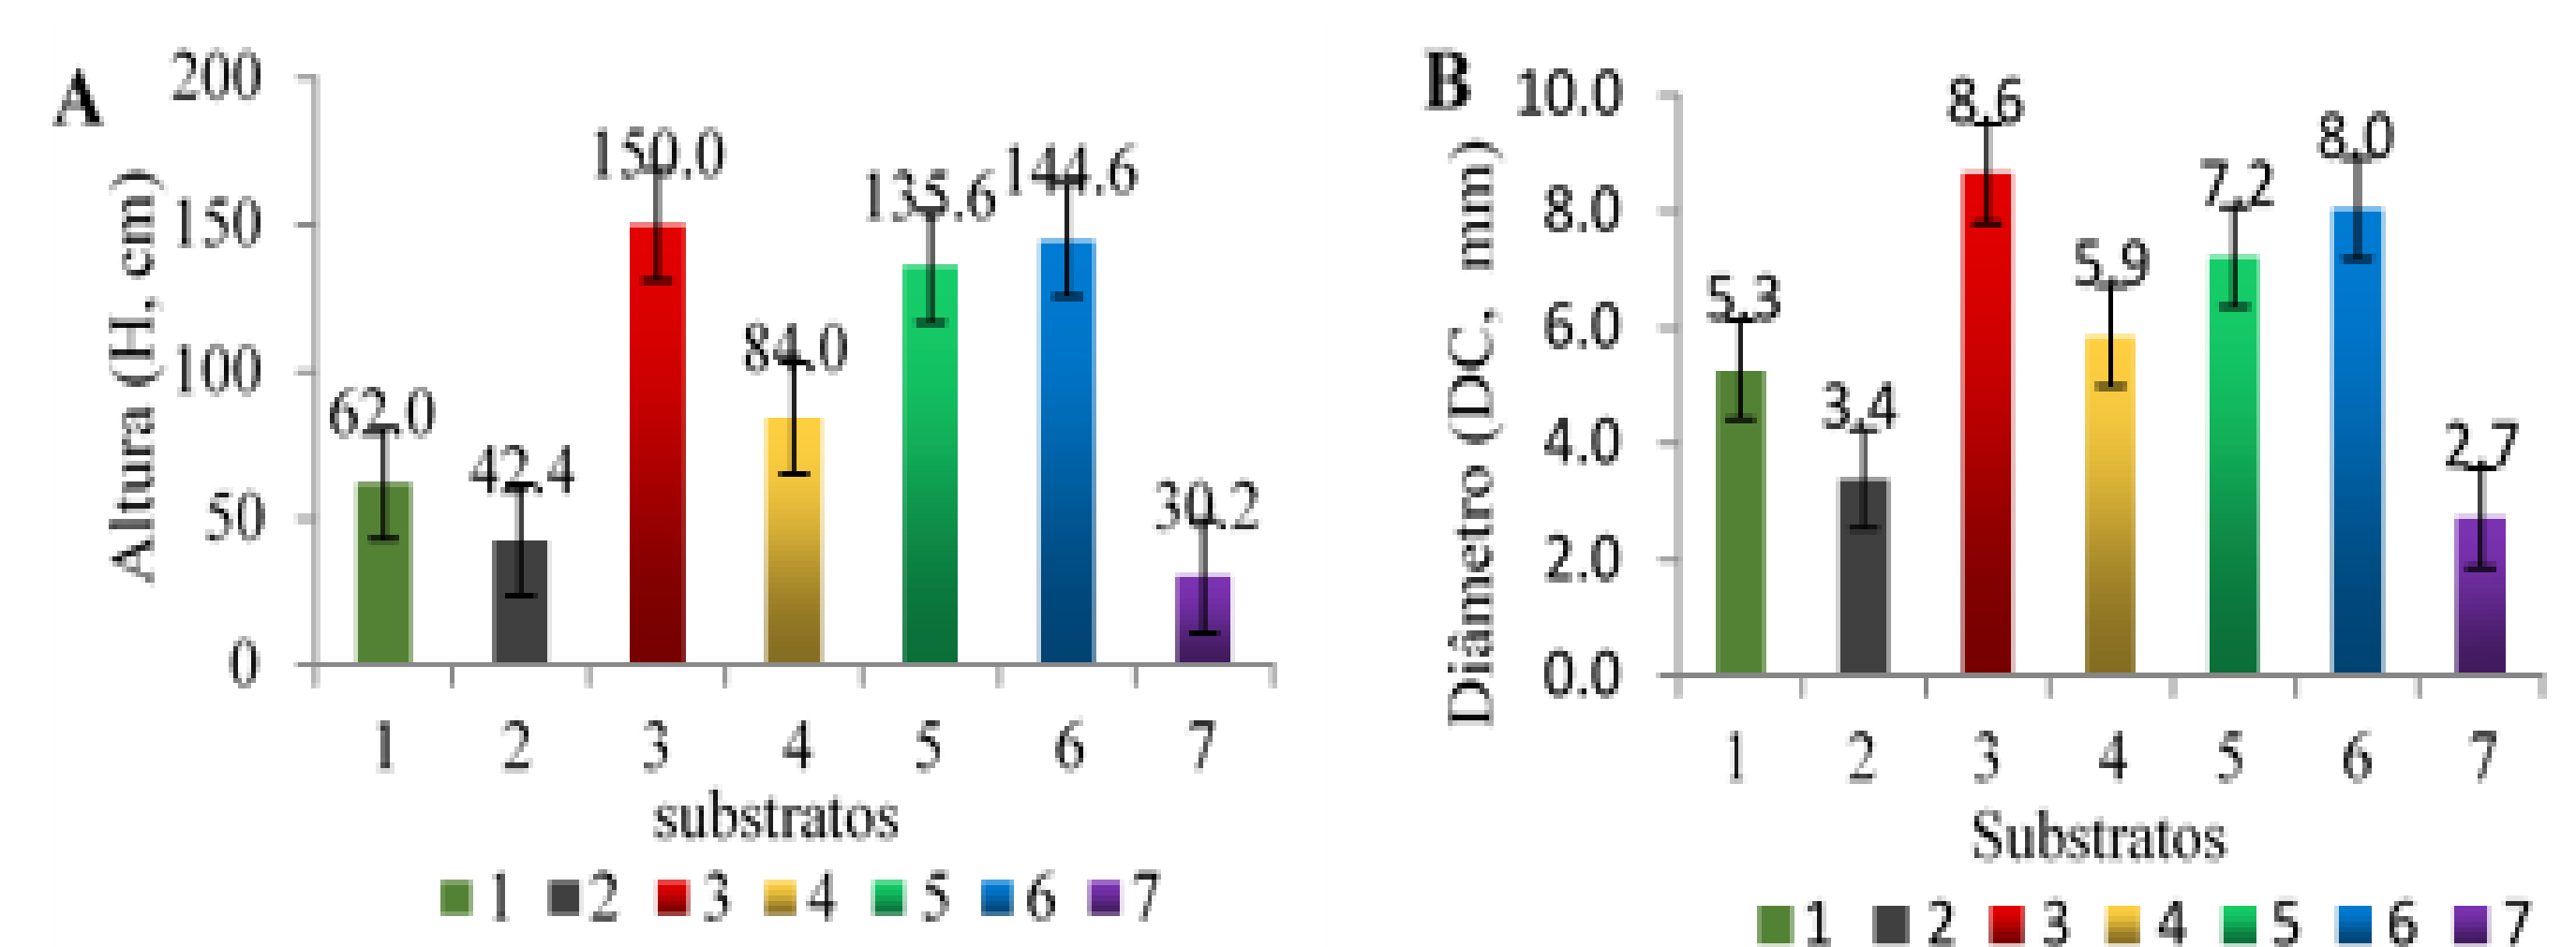 A
Altura (H, cm)
200
150
100
50
0
62.0
42.4
150.0
84.0
135.6
144.6
30.2
1 2 3 4 5 6 7
substratos
1 2 3 4 5 6 7
B
Diâmetro (DC, mm)
10.0
8.0
6.0
4.0
2.0
0.0
5.3
3.4
8.6
5.9
7.2
8.0
2.7
1 2 3 4 5 6 7
Substratos
1 2 3 4 5 6 7